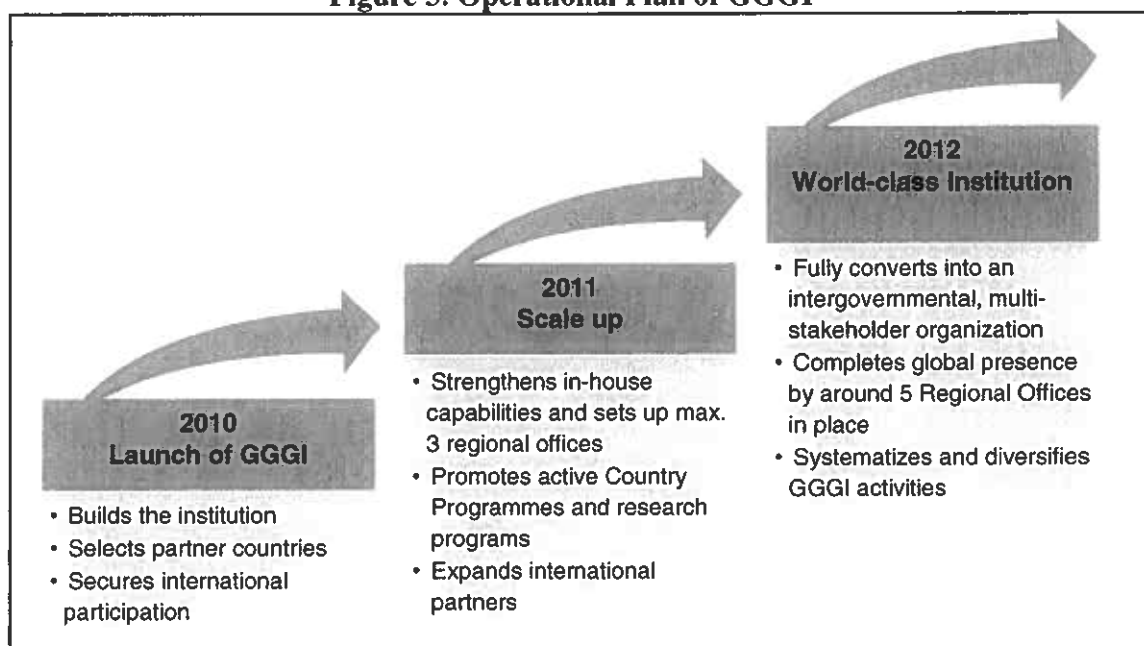 Figure Operational Plan of GGGI
2010
Launch of GGGI
• Builds the institution
• Selects partner countries
• Secures international
participation
2011
Scale up
• Strengthens in-house
capabilities and sets up max.
3 regional offices
• Promotes active Country
Programmes and research
programs
• Expands international
partners
2012
World-class Institution
• Fully converts into an
intergovernmental, multi-
stakeholder organization
• Completes global presence
by around 5 Regional Offices
in place
• Systematizes and diversifies
GGGI activities